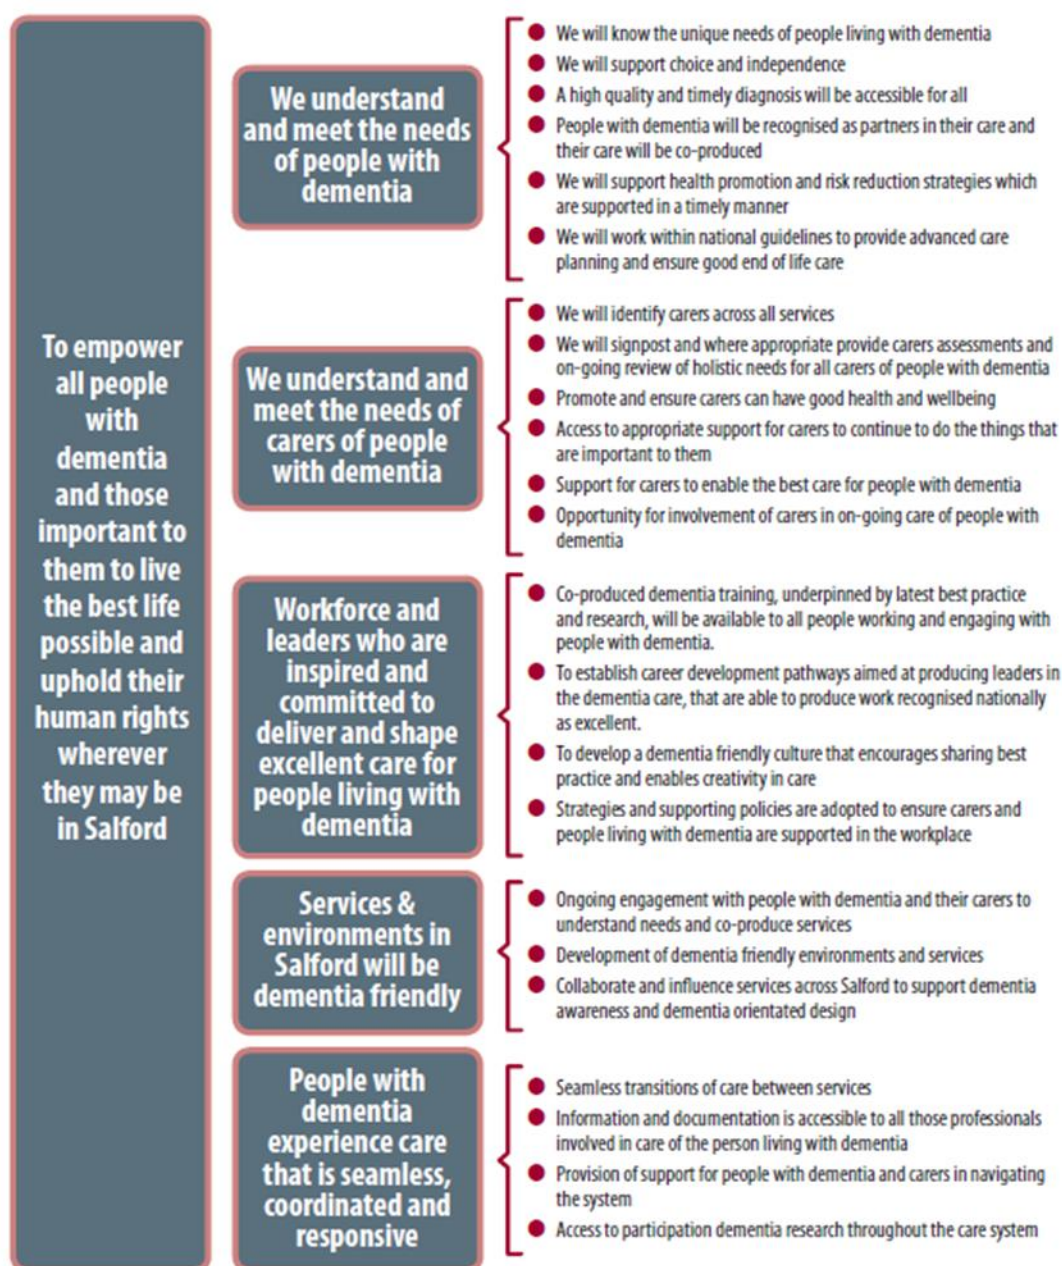 To empower
all people
with
dementia
and those
important to
them to live
the best life
possible and
uphold their
human rights
wherever
they may be
in Salford
We understand
and meet the needs
of people with
dementia
We will know the unique needs of people living with dementia
We will support choice and independence
A high quality and timely diagnosis will be accessible for all
People with dementia will be recognised as partners in their care and
their care will be co-produced
We will support health promotion and risk reduction strategies which
are supported in a timely manner
We will work within national guidelines to provide advanced care
planning and ensure good end of life care
We understand and
meet the needs of
carers of people
with dementia
We will identify carers across all services
We will signpost and where appropriate provide carers assessments and
on-going review of holistic needs for all carers of people with dementia
Promote and ensure carers can have good health and wellbeing
Access to appropriate support for carers to continue to do the things that
are important to them
Support for carers to enable the best care for people with dementia
Opportunity for involvement of carers in on-going care of people with
dementia
Workforce and
leaders who are
inspired and
committed to
deliver and shape
excellent care for
people living with
dementia
Co-produced dementia training, underpinned by latest best practice
and research, will be available to all people working and engaging with
people with dementia.
To establish career development pathways aimed at producing leaders in
the dementia care, that are able to produce work recognised nationally
as excellent.
To develop a dementia friendly culture that encourages sharing best
practice and enables creativity in care
Strategies and supporting policies are adopted to ensure carers and
people living with dementia are supported in the workplace
Services &
environments in
Salford will be
dementia friendly
Ongoing engagement with people with dementia and their carers to
understand needs and co-produce services
Development of dementia friendly environments and services
Collaborate and influence services across Salford to support dementia
awareness and dementia orientated design
People with
dementia
experience care
that is seamless,
coordinated and
responsive
Seamless transitions of care between services
Information and documentation is accessible to all those professionals
involved in care of the person living with dementia
Provision of support for people with dementia and carers in navigating
the system
Access to participation dementia research throughout the care system